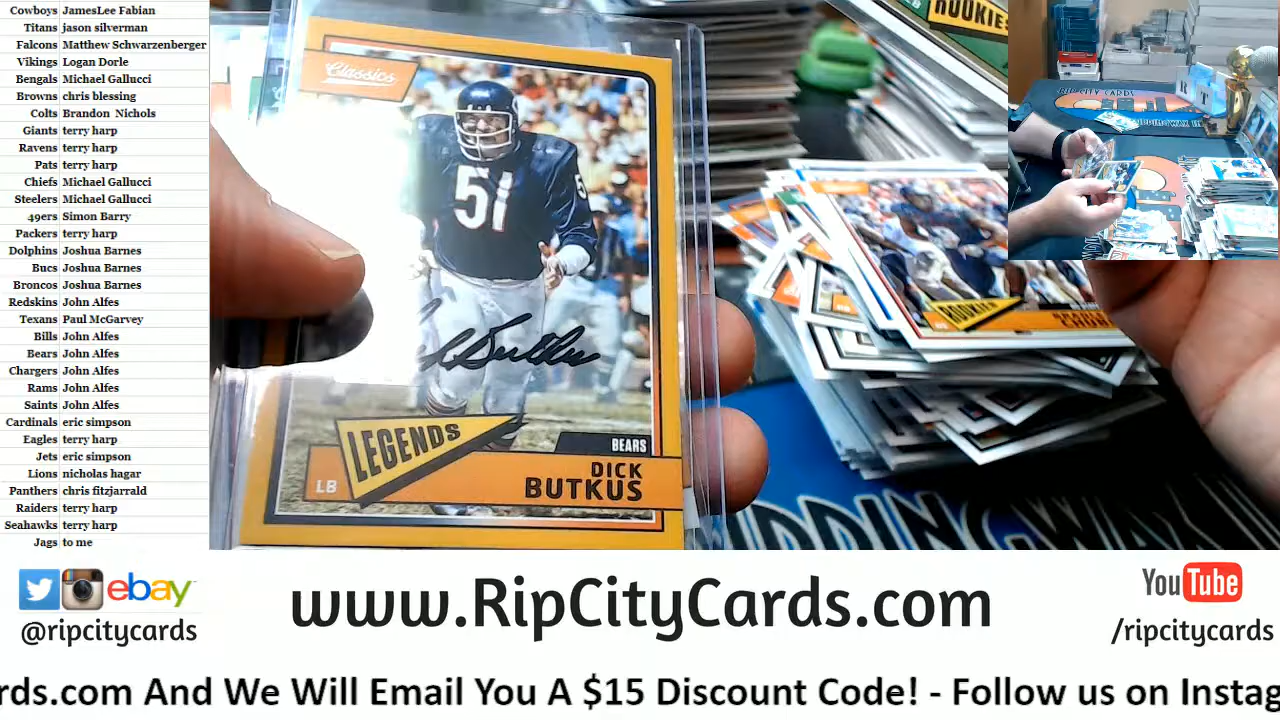 Cowboys JamesLee Fabian
Titans jason silverman
Falcons Matthew Schwarzenberger
Vikings Logan Dorle
Bengals Michael Gallucci
Browns chris blessing
Colts Brandon Nichols
Giants terry harp
Ravens terry harp
Pats terry harp
Chiefs Michael Gallucci
Steelers Michael Gallucci
49ers Simon Barry
Packers terry harp
Dolphins Joshua Barnes
Bucs Joshua Barnes
Broncos Joshua Barnes
Redskins John Alfes
Texans Paul McGarvey
Bills John Alfes
Bears John Alfes
Chargers John Alfes
Rams John Alfes
Saints John Alfes
Cardinals eric simpson
Eagles terry harp
Jets eric simpson
Lions nicholas hagar
Panthers chris fitzjarrald
Raiders terry harp
Seahawks terry harp
Jags to me
Classics
51
Butkus
LEGENDS
BEARS
LB
DICK
BUTKUS
ROOKIES
ROOKIES
RIP CITY CARDS
ebay
@ripcitycards
www.RipCityCards.com
YouTube
/ripcitycards
rds.com And We Will Email You A $15 Discount Code! - Follow us on Instag